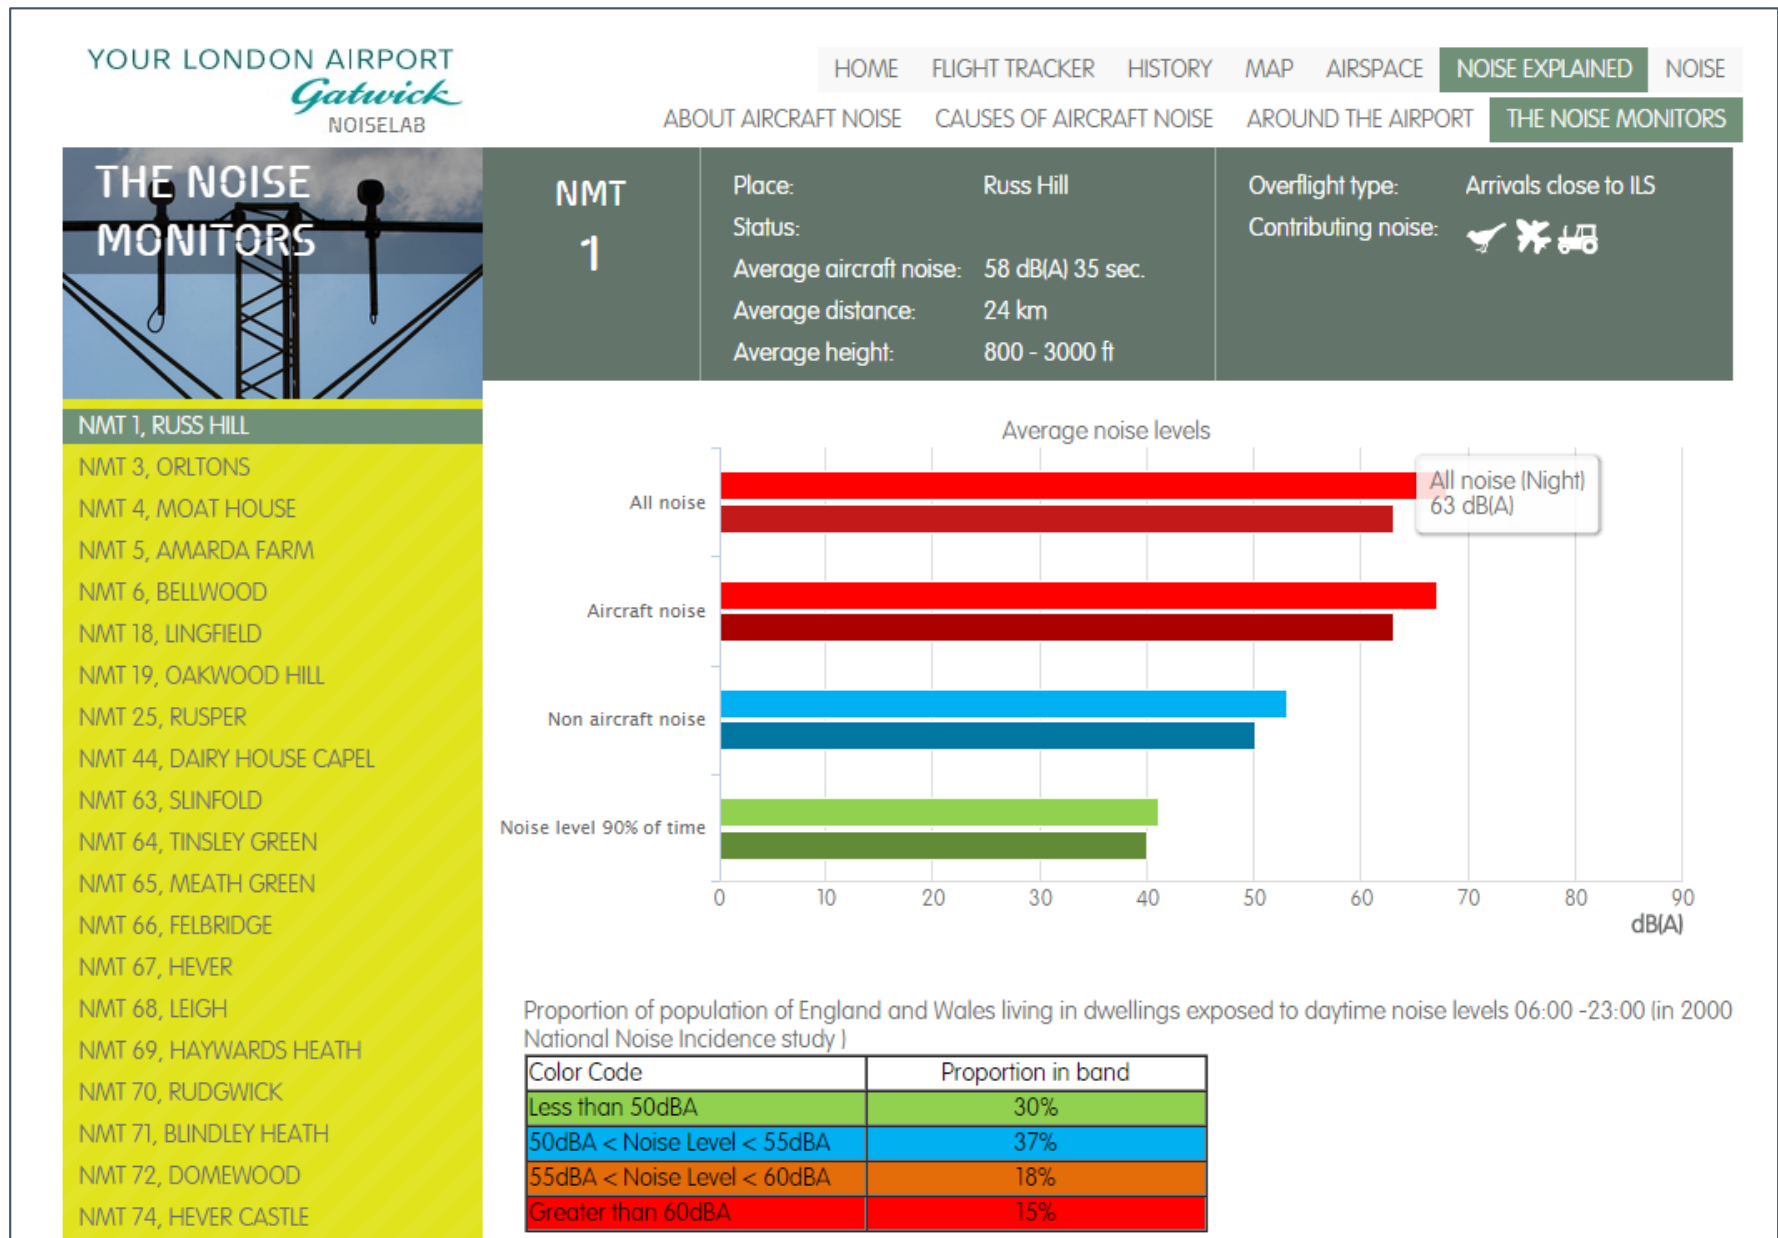 YOUR LONDON AIRPORT
Gatwick
NOISELAB
HOME FLIGHT TRACKER HISTORY MAP AIRSPACE NOISE EXPLAINED NOISE
ABOUT AIRCRAFT NOISE CAUSES OF AIRCRAFT NOISE AROUND THE AIRPORT THE NOISE MONITORS
THE NOISE
MONITORS
NMT
1
Place: Russ Hill
Status:
Average aircraft noise: 58 dB(A) 35 sec.
Average distance: 24 km
Average height: 800 - 3000 ft
Overflight type: Arrivals close to ILS
Contributing noise:
NMT 1, RUSS HILL
NMT 3, ORLTONS
NMT 4, MOAT HOUSE
NMT 5, AMARDA FARM
NMT 6, BELLWOOD
NMT 18, LINGFIELD
NMT 19, OAKWOOD HILL
NMT 25, RUSPER
NMT 44, DAIRY HOUSE CAPEL
NMT 63, SLINFOLD
NMT 64, TINSLEY GREEN
NMT 65, MEATH GREEN
NMT 66, FELBRIDGE
NMT 67, HEVER
NMT 68, LEIGH
NMT 69, HAYWARDS HEATH
NMT 70, RUDGWICK
NMT 71, BLINDLEY HEATH
NMT 72, DOMEWOOD
NMT 74, HEVER CASTLE
Average noise levels
All noise
All noise (Night)
63 dB(A)
Aircraft noise
Non aircraft noise
Noise level 90% of time
0 10 20 30 40 50 60 70 80 90
dB(A)
Proportion of population of England and Wales living in dwellings exposed to daytime noise levels 06:00 -23:00 (in 2000
National Noise Incidence study )
Color Code Proportion in band
Less than 50dBA 30%
50dBA < Noise Level < 55dBA 37%
55dBA < Noise Level < 60dBA 18%
Greater than 60dBA 15%